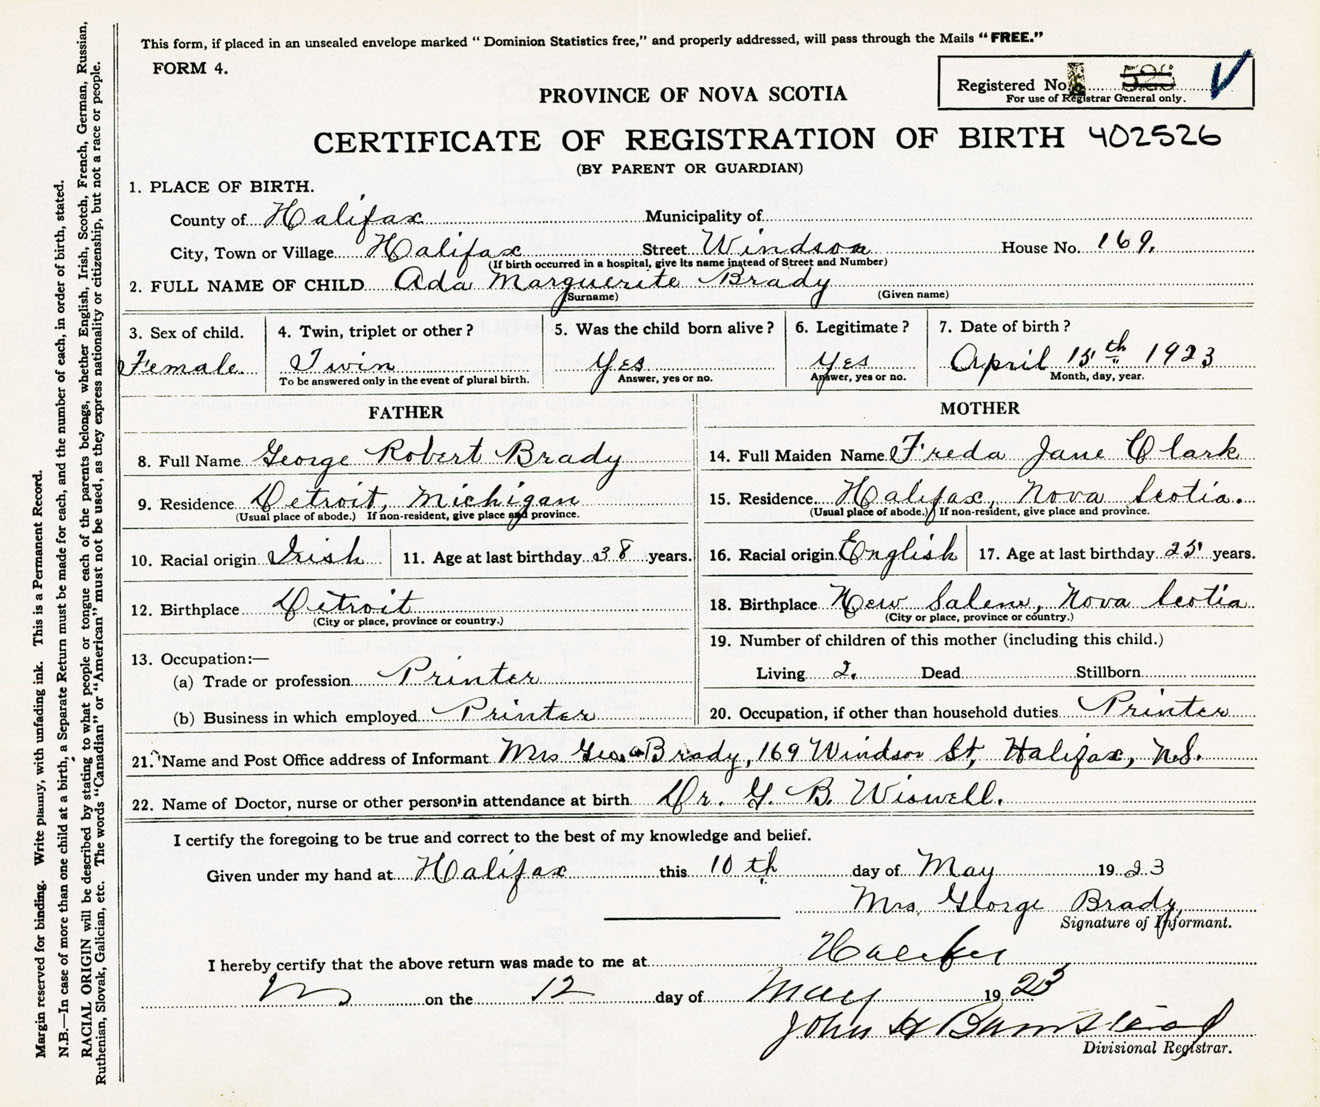 This form, if placed in an unsealed envelope marked "Dominion Statistics free," and properly addressed, will pass through the Mails "FREE."
FORM 4.
Registered No. 526
For use of Registrar General only.
PROVINCE OF NOVA SCOTIA
CERTIFICATE OF REGISTRATION OF BIRTH 402526
(BY PARENT OR GUARDIAN)
1. PLACE OF BIRTH.
County of Halifax Municipality of
City, Town or Village Halifax Street Windsor House No. 169.
(If birth occurred in a hospital, give its name instead of Street and Number)
2. FULL NAME OF CHILD Ada Marguerite Brady
(Surname) (Given name)
3. Sex of child. 4. Twin, triplet or other? 5. Was the child born alive? 6. Legitimate? 7. Date of birth?
Female. Twin Yes Yes April 15th 1923
To be answered only in the event of plural birth. Answer, yes or no. Answer, yes or no. Month, day, year.
FATHER MOTHER
8. Full Name George Robert Brady 14. Full Maiden Name Freda Jane Clark
9. Residence Detroit, Michigan 15. Residence Halifax, Nova Scotia.
(Usual place of abode.) If non-resident, give place and province. (Usual place of abode.) If non-resident, give place and province.
10. Racial origin Irish 11. Age at last birthday 38 years. 16. Racial origin English 17. Age at last birthday 25 years.
12. Birthplace Detroit 18. Birthplace New Salem, Nova Scotia
(City or place, province or country.) (City or place, province or country.)
19. Number of children of this mother (including this child.)
13. Occupation:—
(a) Trade or profession Printer Living 2. Dead Stillborn
(b) Business in which employed Printer 20. Occupation, if other than household duties Printer
21. Name and Post Office address of Informant Mrs Geo. Brady, 169 Windsor St, Halifax, N.S.
22. Name of Doctor, nurse or other person in attendance at birth Dr. G. B. Wiswell.
I certify the foregoing to be true and correct to the best of my knowledge and belief.
Given under my hand at Halifax this 10th day of May 1923
Mrs. George Brady
Signature of Informant.
I hereby certify that the above return was made to me at Halifax
on the 12 day of May 1923
John H
Divisional Registrar.
Margin reserved for binding. Write plainly, with unfading ink. This is a Permanent Record.
N.B.—In case of more than one child at a birth, a Separate Return must be made for each, and the number of each, in order of birth, stated.
RACIAL ORIGIN will be described by stating to what people or tongue each of the parents belongs, whether English, Irish, Scotch, French, German, Russian,
Ruthenian, Slovak, Galician, etc. The words "Canadian" or "American" must not be used, as they express nationality or citizenship, but not a race or people.